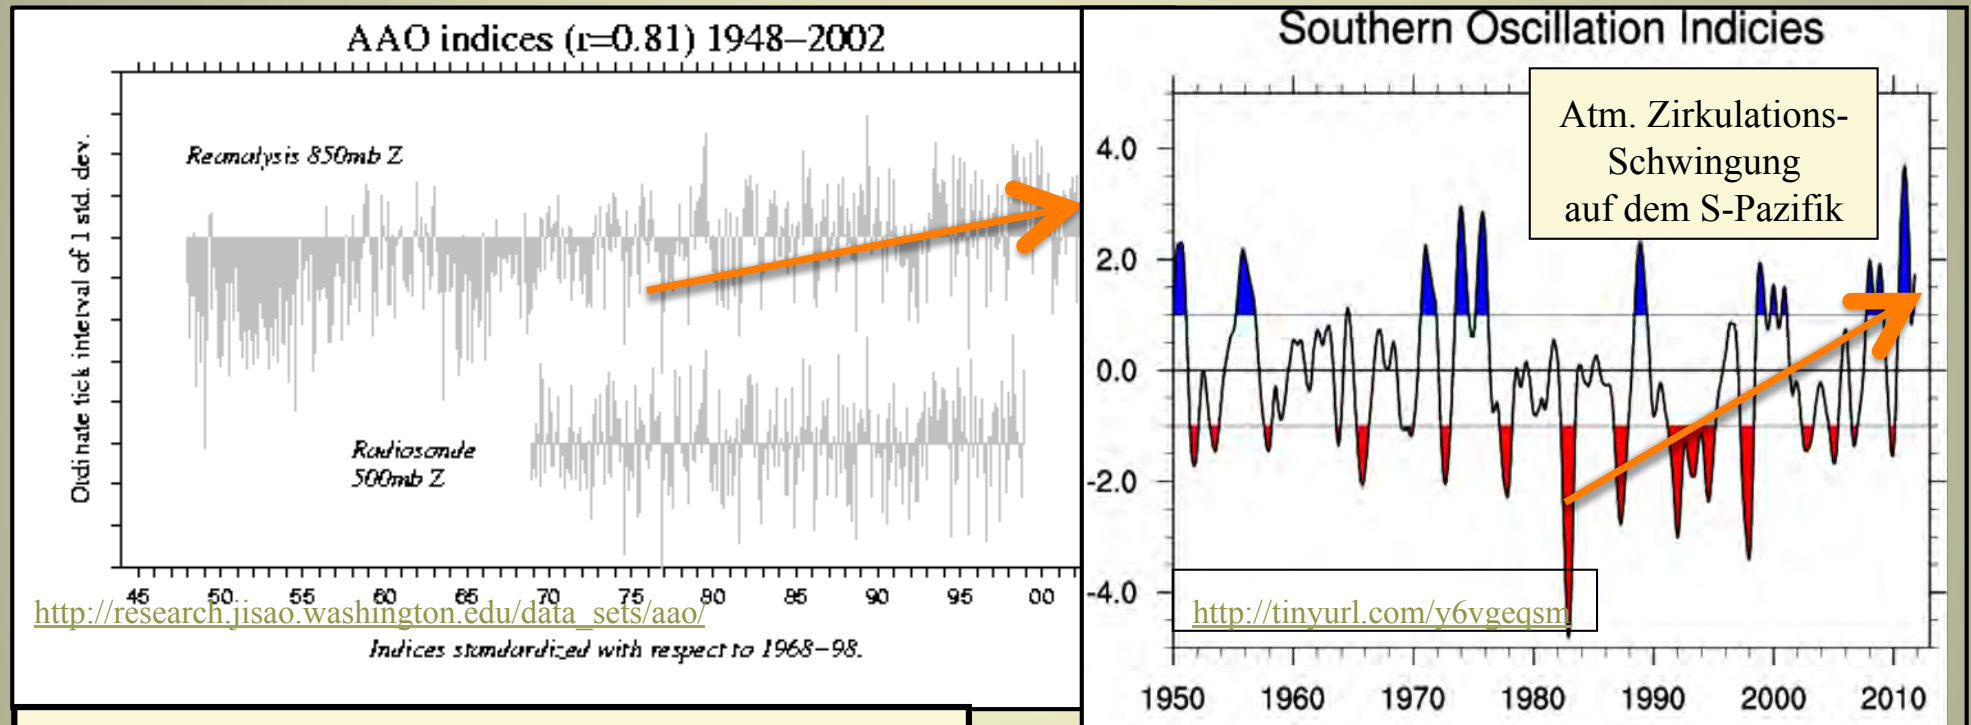 AAO indices (r=0.81) 1948–2002
Ordinate tick interval of 1 std. dev.
Reanalysis 850mb Z
Radiosonde
500mb Z
45 50 55 60 65 70 75 80 85 90 95 00
http://research.jisao.washington.edu/data_sets/aao/
Indices standardized with respect to 1968–98.
Southern Oscillation Indicies
Atm. Zirkulations-
Schwingung
auf dem S-Pazifik
4.0
2.0
0.0
-2.0
-4.0
http://tinyurl.com/y6vgeqsm
1950 1960 1970 1980 1990 2000 2010